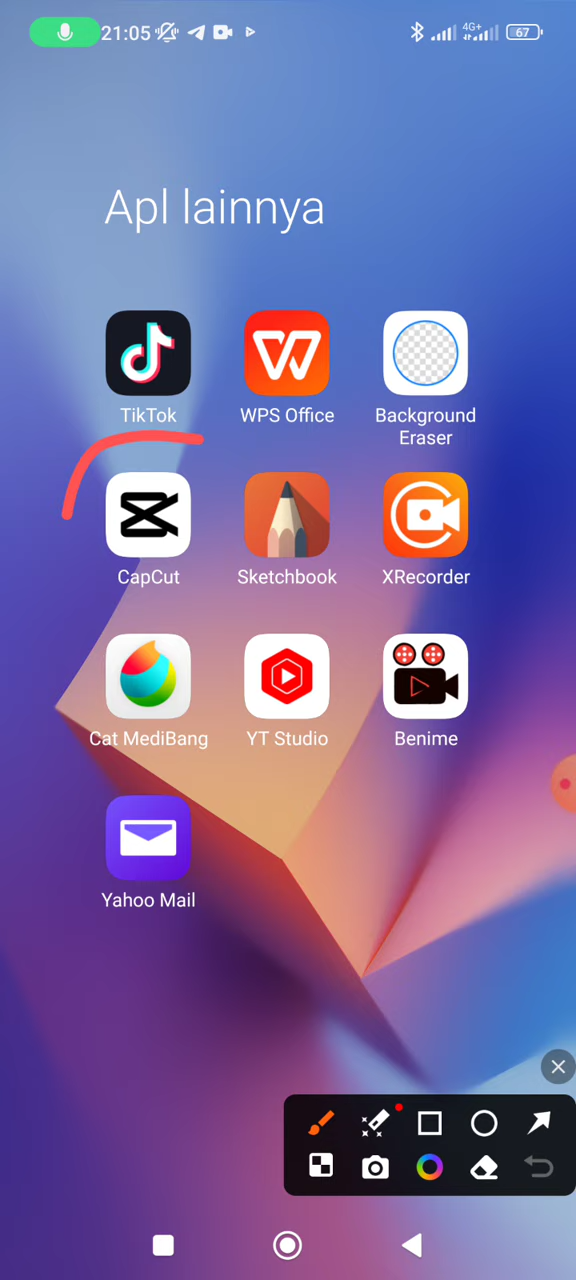 21:05
4G+
67
Apl lainnya
TikTok
WPS Office
Background
Eraser
CapCut
Sketchbook
XRecorder
Cat MediBang
YT Studio
Benime
Yahoo Mail